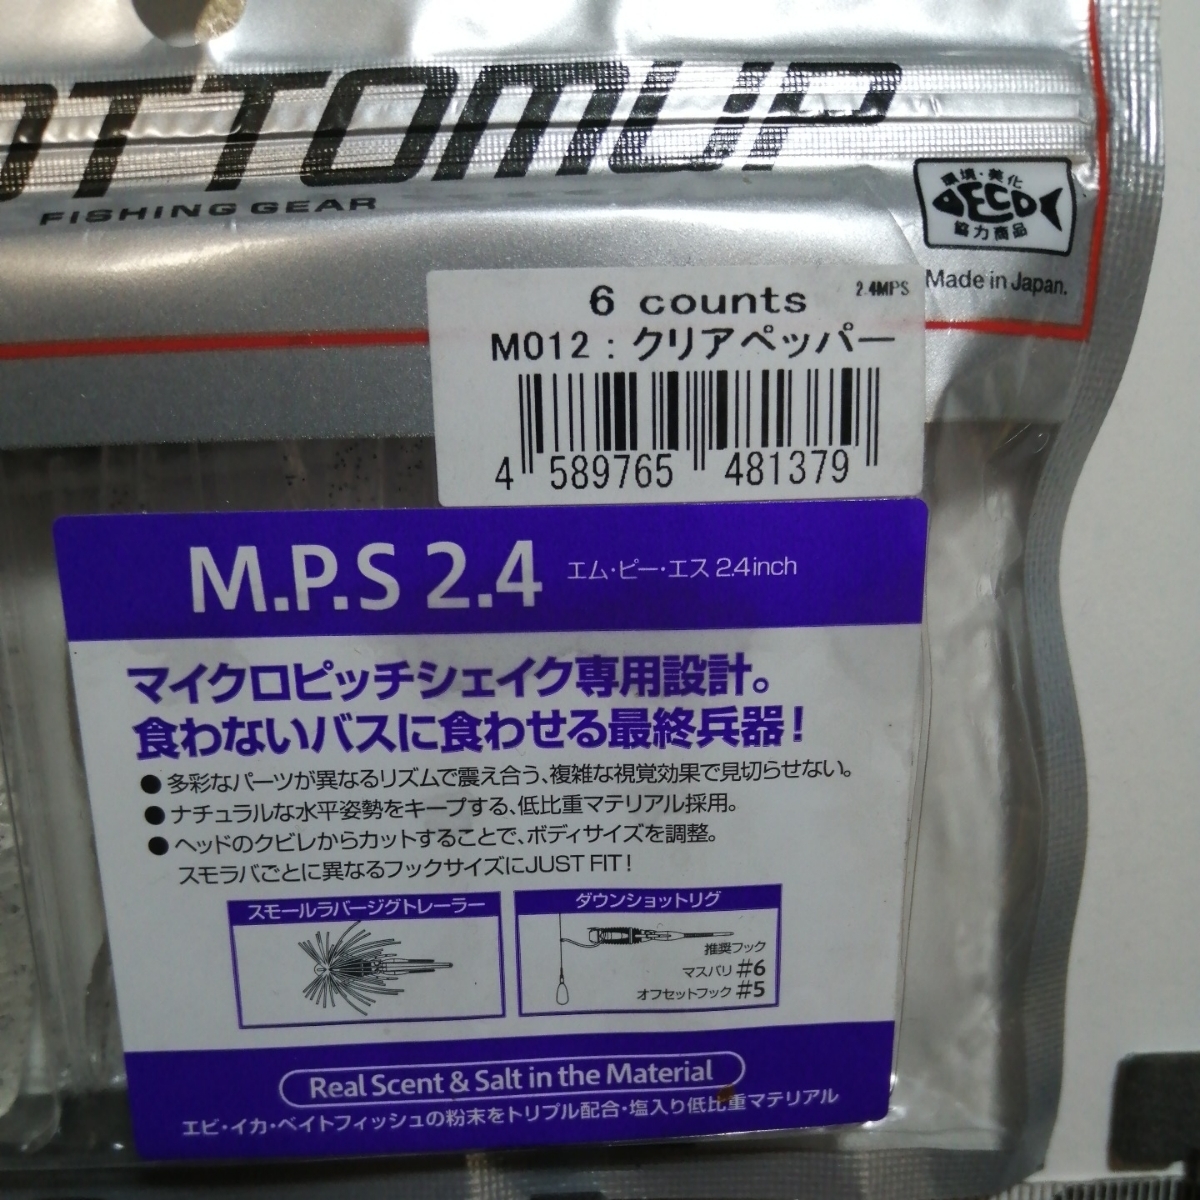 OTTOMUP
FISHING GEAR
環境・美化
ECO
協力商品
Made in Japan.
6 counts 2.4MPS
M012：クリアペッパー
4 589765 481379
M.P.S 2.4 エム・ピー・エス 2.4inch
マイクロピッチシェイク専用設計。
食わないバスに食わせる最終兵器!
●多彩なパーツが異なるリズムで震え合う、複雑な視覚効果で見切らせない。
●ナチュラルな水平姿勢をキープする、低比重マテリアル採用。
●ヘッドのクビレからカットすることで、ボディサイズを調整。
スモラバごとに異なるフックサイズにJUST FIT!
スモールラバージグトレーラー
ダウンショットリグ
推奨フック
マスバリ #6
オフセットフック #5
Real Scent & Salt in the Material
エビ・イカ・ベイトフィッシュの粉末をトリプル配合・塩入り低比重マテリアル